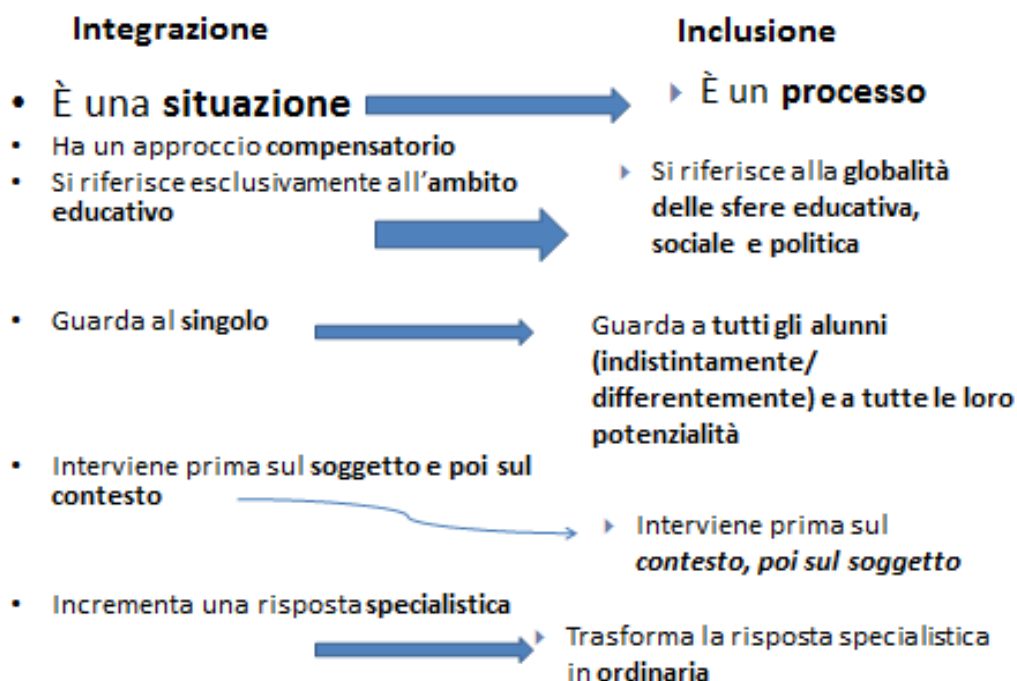 Integrazione
Inclusione
• È una situazione
È un processo
• Ha un approccio compensatorio
• Si riferisce esclusivamente all'ambito
educativo
Si riferisce alla globalità
delle sfere educativa,
sociale e politica
• Guarda al singolo
Guarda a tutti gli alunni
(indistintamente/
differentemente) e a tutte le loro
potenzialità
• Interviene prima sul soggetto e poi sul
contesto
Interviene prima sul
contesto, poi sul soggetto
• Incrementa una risposta specialistica
Trasforma la risposta specialistica
in ordinaria